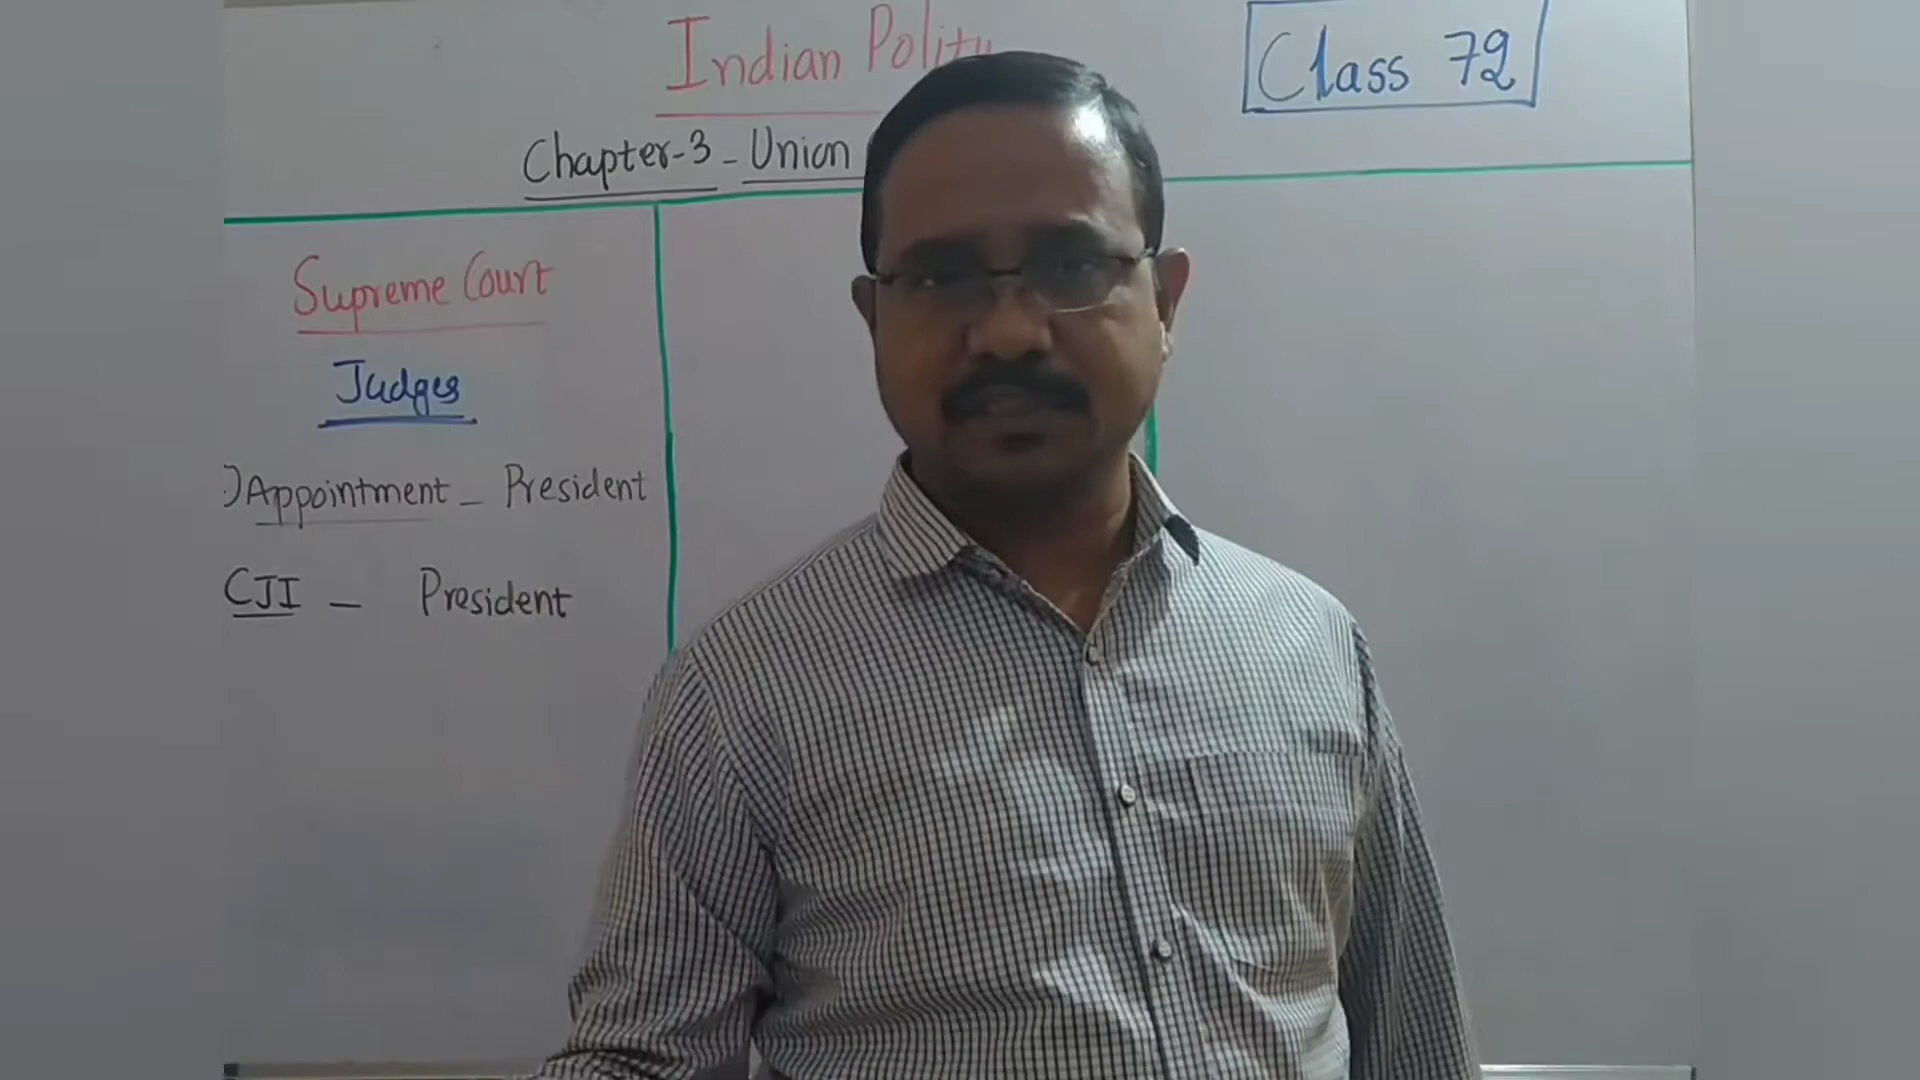 Indian Polity
Class 72
Chapter-3 - Union
Supreme Court
Judges
)Appointment - President
CJI - President